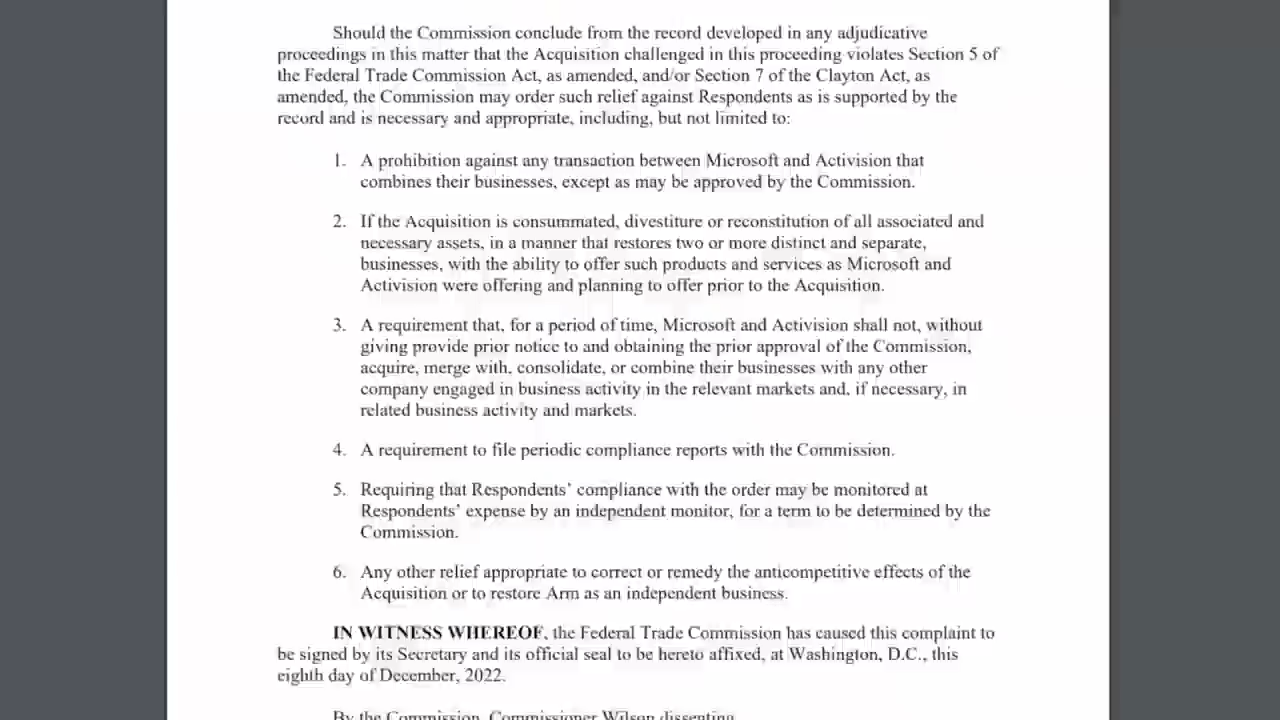 Should the Commission conclude from the record developed in any adjudicative
proceedings in this matter that the Acquisition challenged in this proceeding violates Section 5 of
the Federal Trade Commission Act, as amended, and/or Section 7 of the Clayton Act, as
amended, the Commission may order such relief against Respondents as is supported by the
record and is necessary and appropriate, including, but not limited to:
1. A prohibition against any transaction between Microsoft and Activision that
combines their businesses, except as may be approved by the Commission.
2. If the Acquisition is consummated, divestiture or reconstitution of all associated and
necessary assets, in a manner that restores two or more distinct and separate,
businesses, with the ability to offer such products and services as Microsoft and
Activision were offering and planning to offer prior to the Acquisition.
3. A requirement that, for a period of time, Microsoft and Activision shall not, without
giving provide prior notice to and obtaining the prior approval of the Commission,
acquire, merge with, consolidate, or combine their businesses with any other
company engaged in business activity in the relevant markets and, if necessary, in
related business activity and markets.
4. A requirement to file periodic compliance reports with the Commission.
5. Requiring that Respondents’ compliance with the order may be monitored at
Respondents’ expense by an independent monitor, for a term to be determined by the
Commission.
6. Any other relief appropriate to correct or remedy the anticompetitive effects of the
Acquisition or to restore Arm as an independent business.
IN WITNESS WHEREOF, the Federal Trade Commission has caused this complaint to
be signed by its Secretary and its official seal to be hereto affixed, at Washington, D.C., this
eighth day of December, 2022.
By the Commission, Commissioner Wilson dissenting.